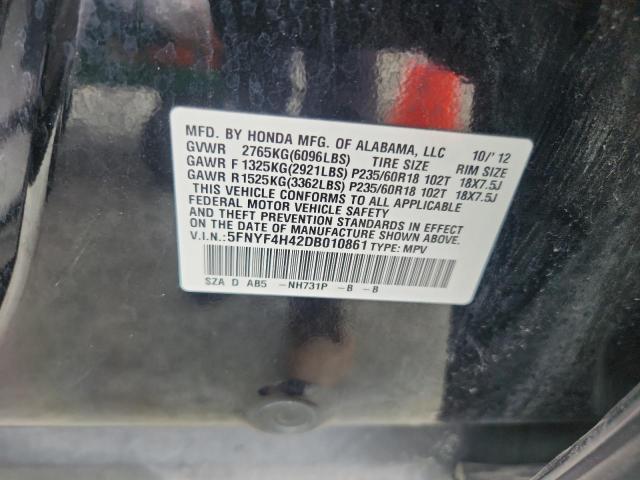 MFD. BY HONDA MFG. OF ALABAMA, LLC 10/'12
GVWR 2765KG(6096LBS) TIRE SIZE RIM SIZE
GAWR F 1325KG(2921LBS) P235/60R18 102T 18X7.5J
GAWR R1525KG(3362LBS) P235/60R18 102T 18X7.5J
THIS VEHICLE CONFORMS TO ALL APPLICABLE
FEDERAL MOTOR VEHICLE SAFETY
AND THEFT PREVENTION STANDARDS IN EFFECT
ON THE DATE OF MANUFACTURE SHOWN ABOVE.
V.I.N.: 5FNYF4H42DB010861 TYPE: MPV
SZA D AB5 -NH731P -B -B